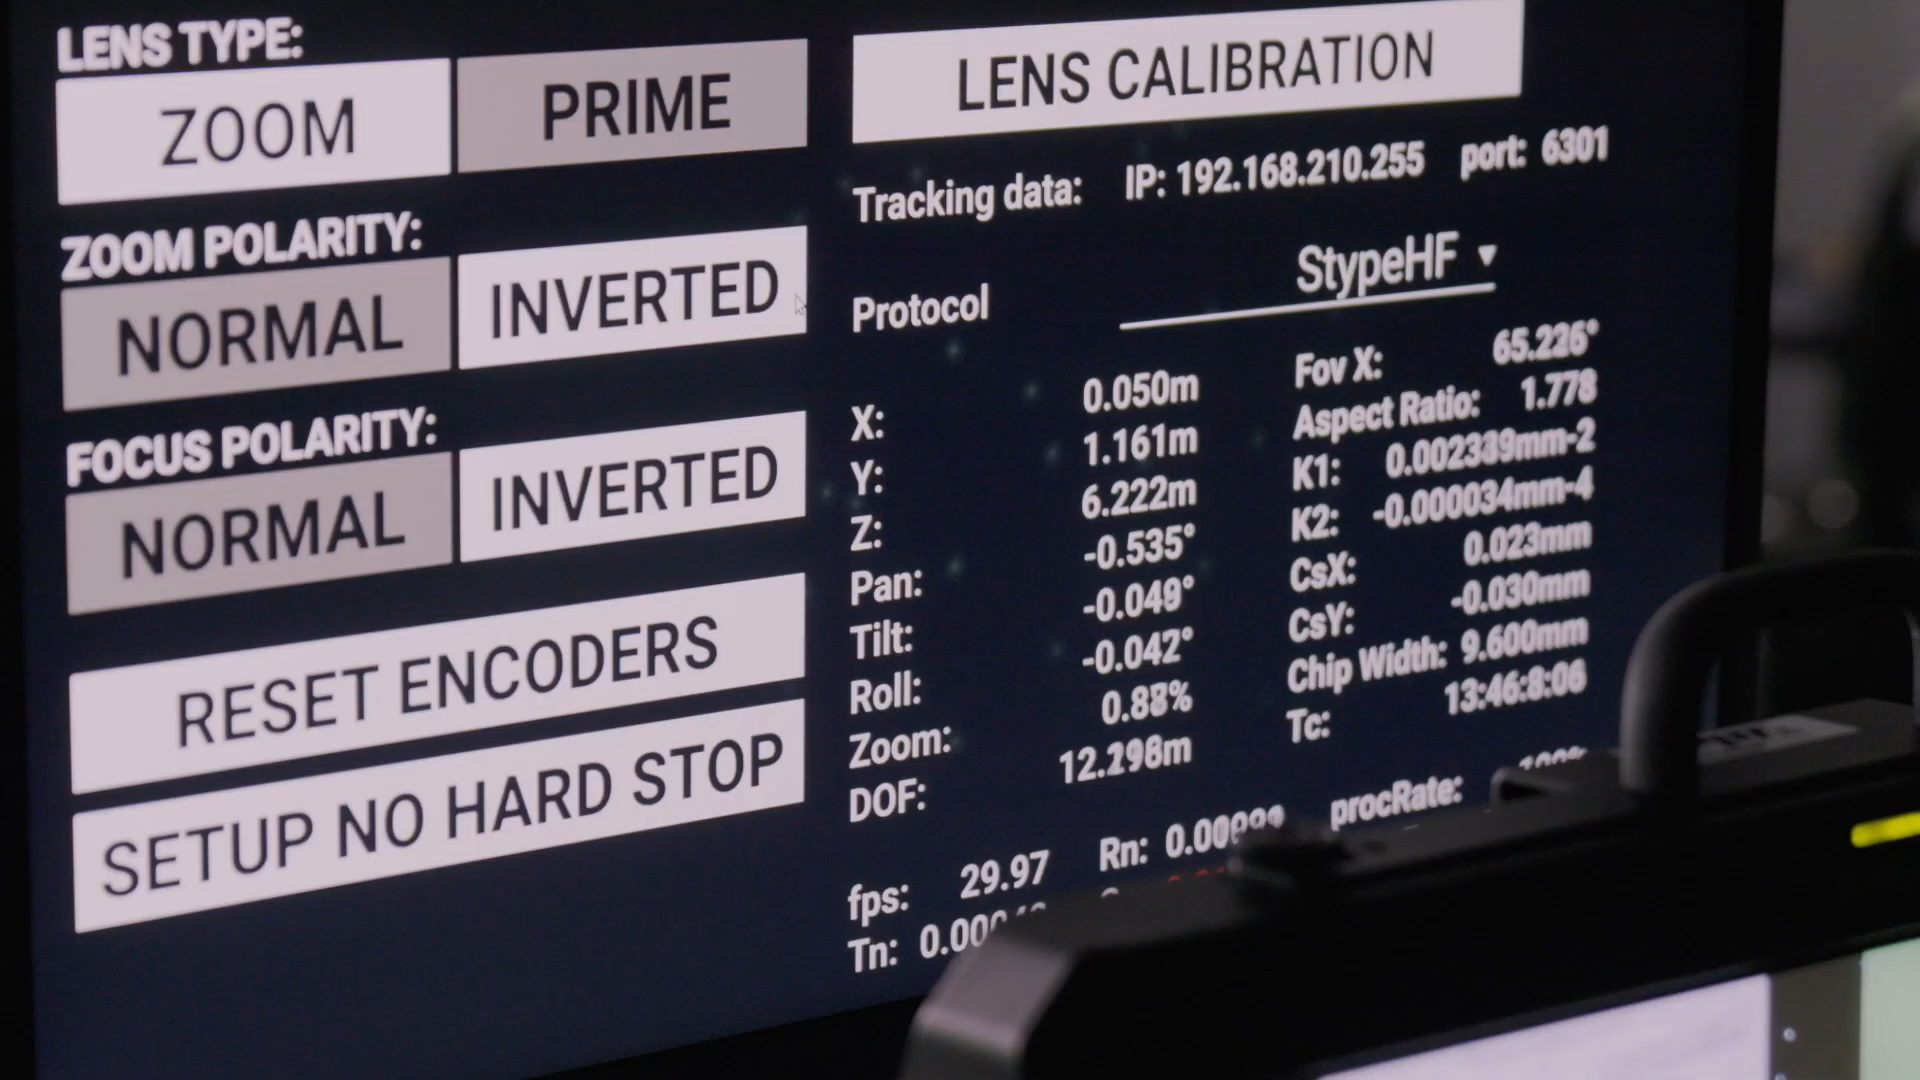 LENS TYPE:
ZOOM
PRIME
ZOOM POLARITY:
NORMAL
INVERTED
FOCUS POLARITY:
NORMAL
INVERTED
RESET ENCODERS
SETUP NO HARD STOP
LENS CALIBRATION
Tracking data: IP: 192.168.210.255 port: 6301
Protocol StypeHF
X: 0.050m
Y: 1.161m
Z: 6.222m
Pan: -0.535°
Tilt: -0.049°
Roll: -0.042°
Zoom: 0.88%
DOF: 12.298m
Fov X: 65.226°
Aspect Ratio: 1.778
K1: 0.002389mm-2
K2: -0.000034mm-4
CsX: 0.023mm
CsY: -0.030mm
Chip Width: 9.600mm
Tc: 13:46:8:06
fps: 29.97 Rn: procRate:
Tn: